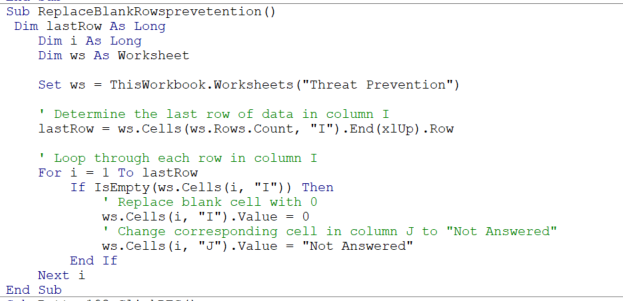 Sub ReplaceBlankRowsprevetention()
Dim lastRow As Long
Dim i As Long
Dim ws As Worksheet
Set ws = ThisWorkbook.Worksheets("Threat Prevention")
' Determine the last row of data in column I
lastRow = ws.Cells(ws.Rows.Count, "I").End(xlUp).Row
' Loop through each row in column I
For i = 1 To lastRow
If IsEmpty(ws.Cells(i, "I")) Then
' Replace blank cell with 0
ws.Cells(i, "I").Value = 0
' Change corresponding cell in column J to "Not Answered"
ws.Cells(i, "J").Value = "Not Answered"
End If
Next i
End Sub